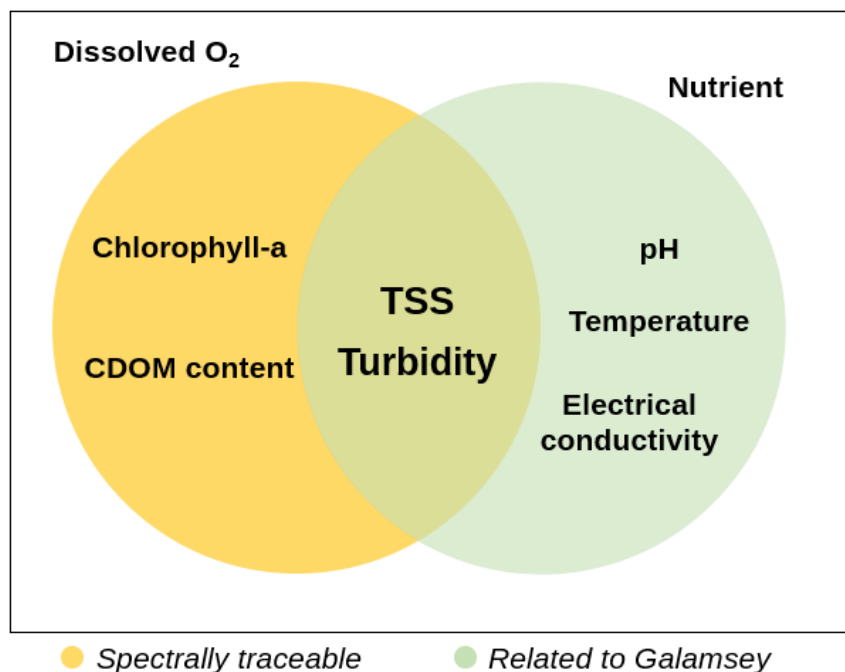 Dissolved O₂
Nutrient
Chlorophyll-a
pH
TSS
Temperature
Turbidity
CDOM content
Electrical
conductivity
Spectrally traceable
Related to Galamsey